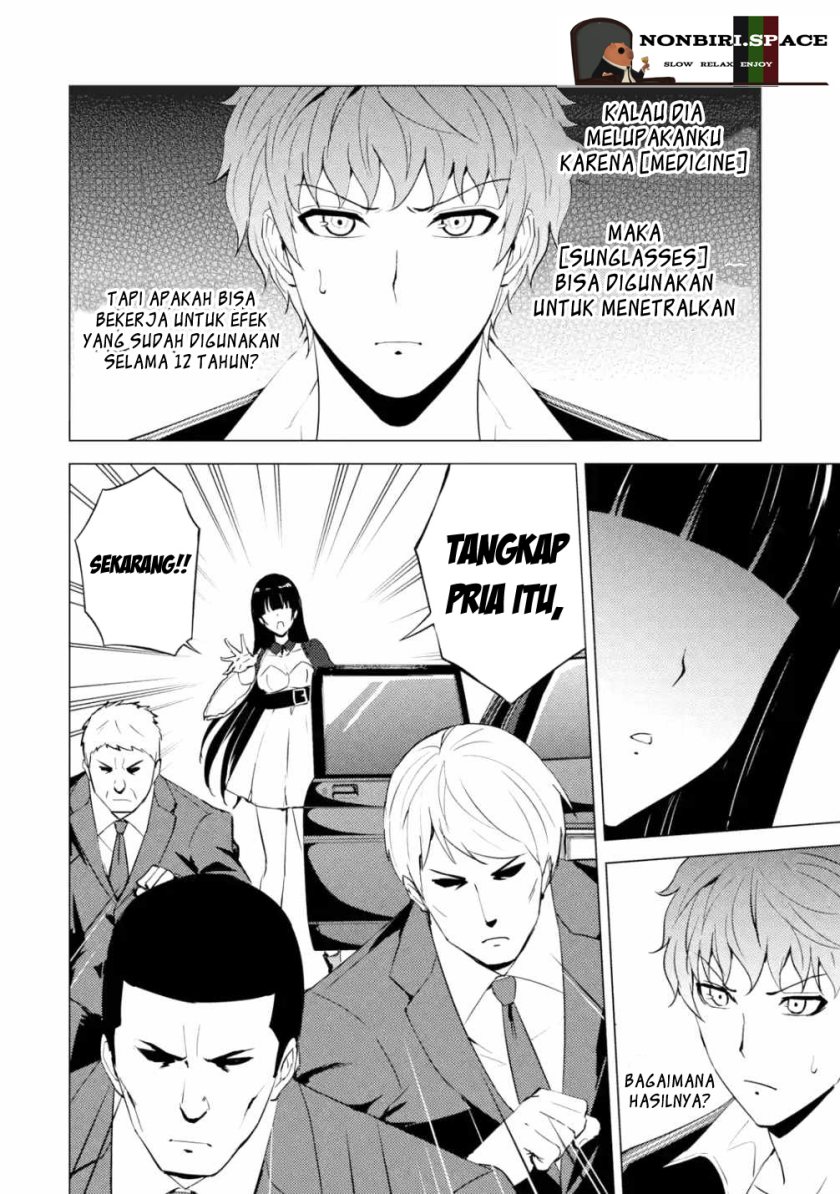 NONBIRI.SPACE
SLOW RELAX ENJOY
KALAU DIA
MELUPAKANKU
KARENA [MEDICINE]
MAKA
[SUNGLASSES]
BISA DIGUNAKAN
UNTUK MENETRALKAN
TAPI APAKAH BISA
BEKERJA UNTUK EFEK
YANG SUDAH DIGUNAKAN
SELAMA 12 TAHUN?
BAGAIMANA
HASILNYA?
TANGKAP
PRIA ITU,
SEKARANG!!